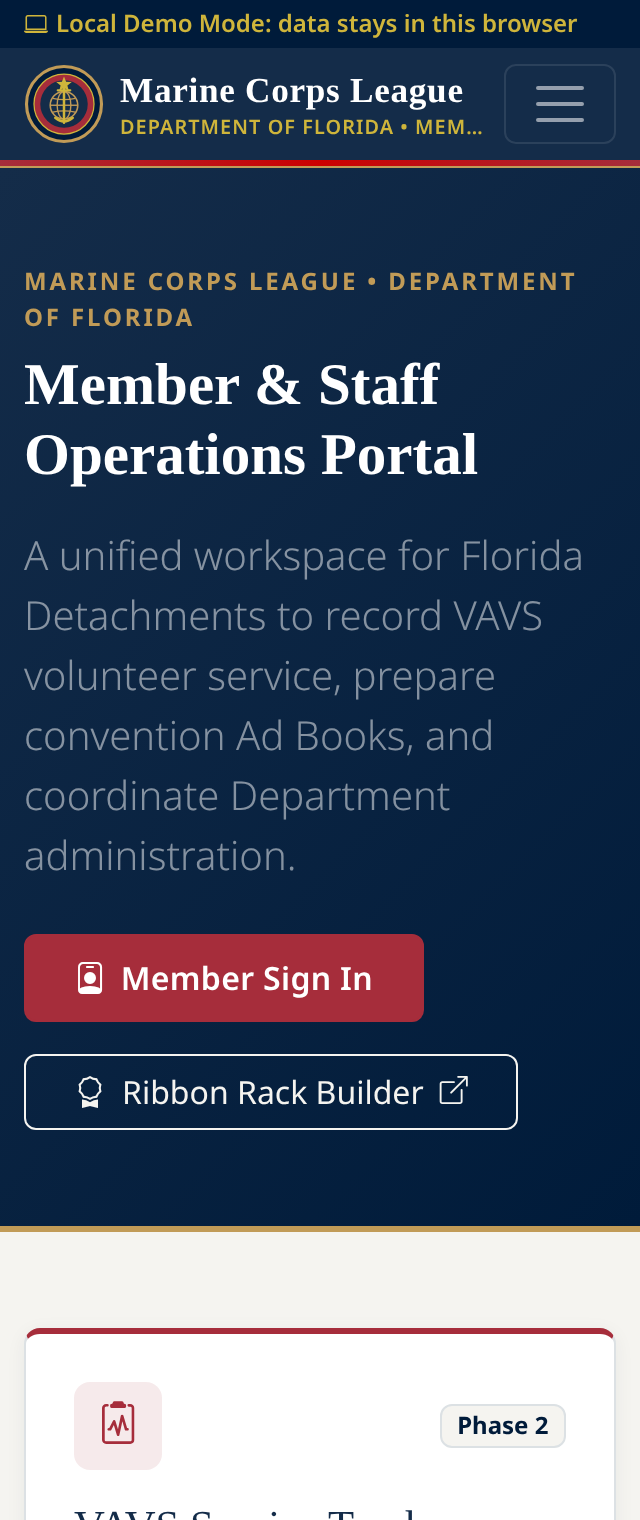 Local Demo Mode: data stays in this browser
Marine Corps League
DEPARTMENT OF FLORIDA • MEM...
MARINE CORPS LEAGUE • DEPARTMENT
OF FLORIDA
Member & Staff
Operations Portal
A unified workspace for Florida
Detachments to record VAVS
volunteer service, prepare
convention Ad Books, and
coordinate Department
administration.
Member Sign In
Ribbon Rack Builder
Phase 2
VAVS Service